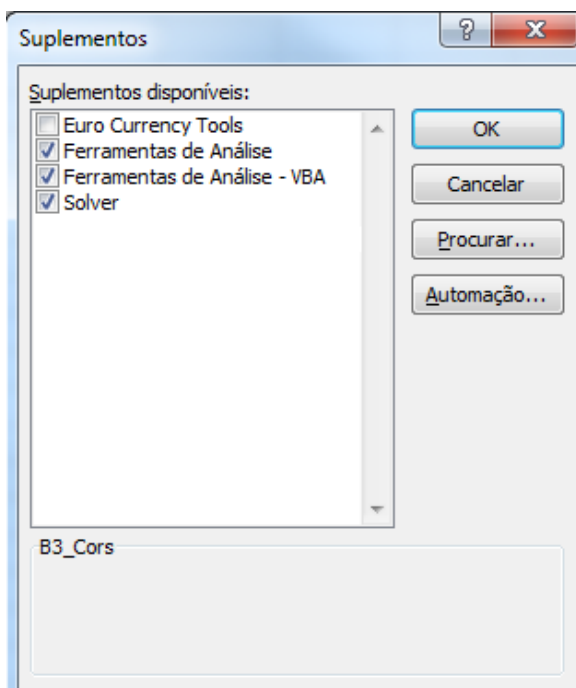 Suplementos
Suplementos disponíveis:
Euro Currency Tools
Ferramentas de Análise
Ferramentas de Análise - VBA
Solver
OK
Cancelar
Procurar...
Automação...
B3_Cors